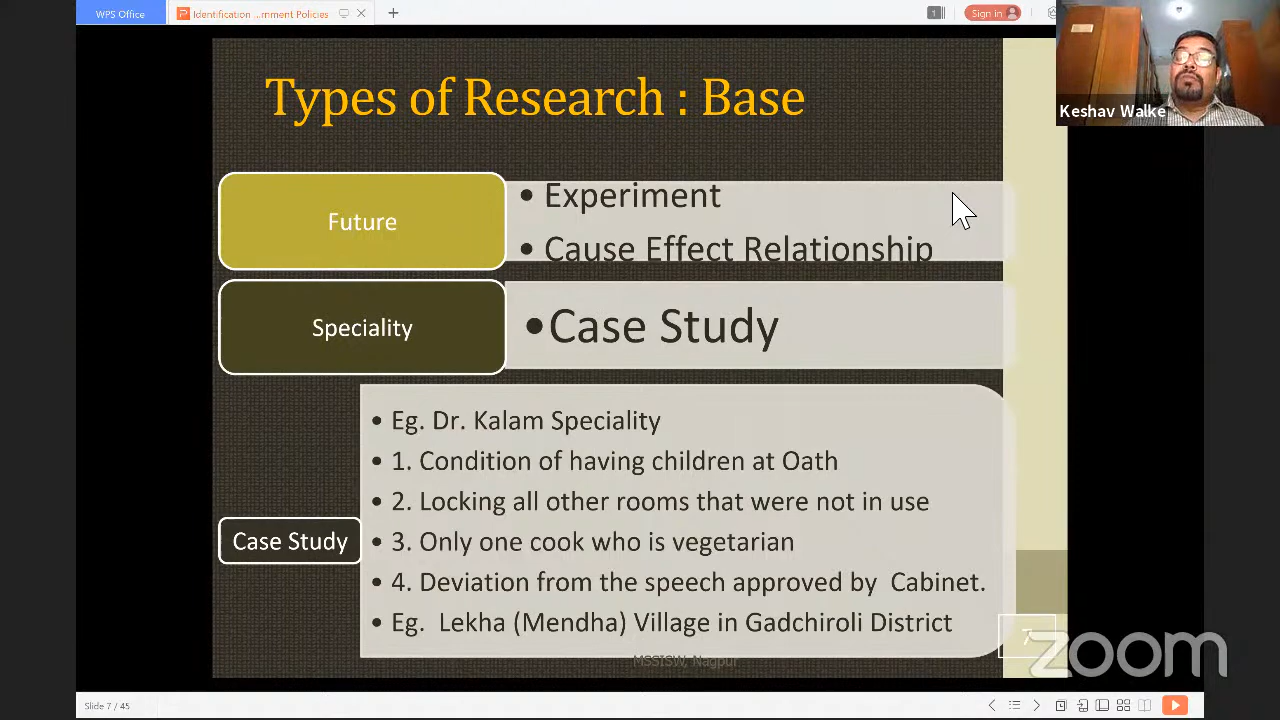 WPS Office
Identification ...rnment Policies
1
Sign in
Types of Research : Base
Keshav Walke
Future
• Experiment
• Cause Effect Relationship
Speciality
•Case Study
Case Study
• Eg. Dr. Kalam Speciality
• 1. Condition of having children at Oath
• 2. Locking all other rooms that were not in use
• 3. Only one cook who is vegetarian
• 4. Deviation from the speech approved by Cabinet.
• Eg. Lekha (Mendha) Village in Gadchiroli District
7
MSSISW, Nagpur
zoom
Slide 7 / 45